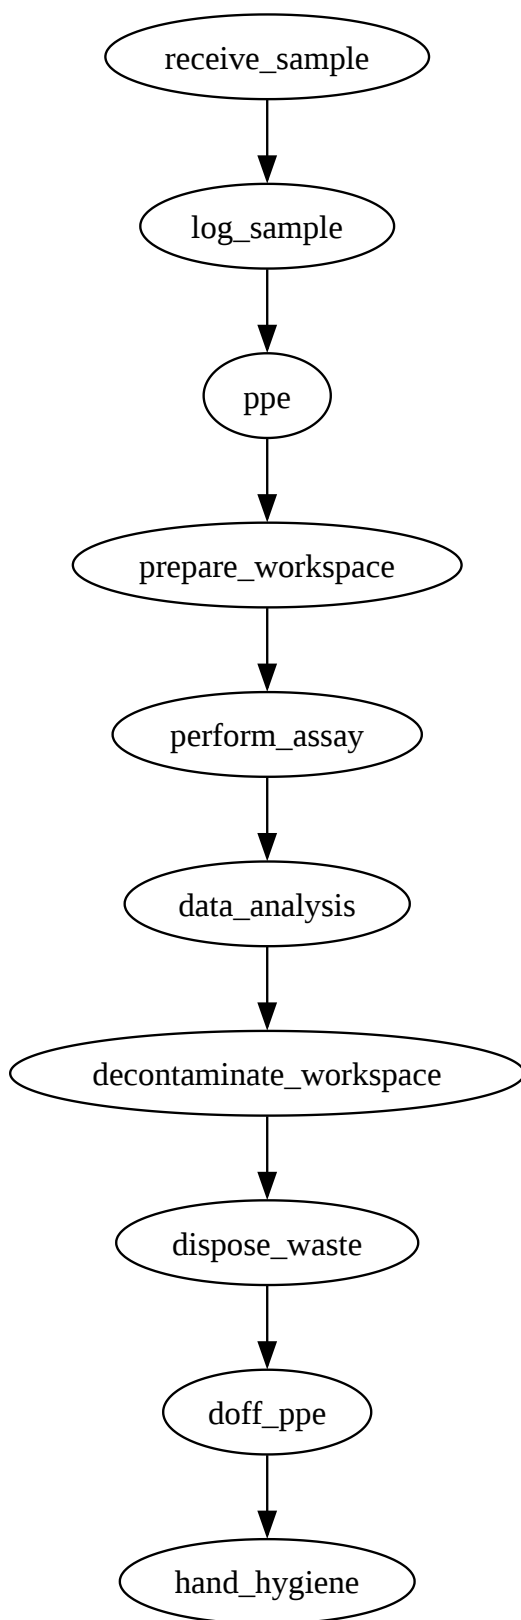 receive_sample
log_sample
ppe
prepare_workspace
perform_assay
data_analysis
decontaminate_workspace
dispose_waste
doff_ppe
hand_hygiene